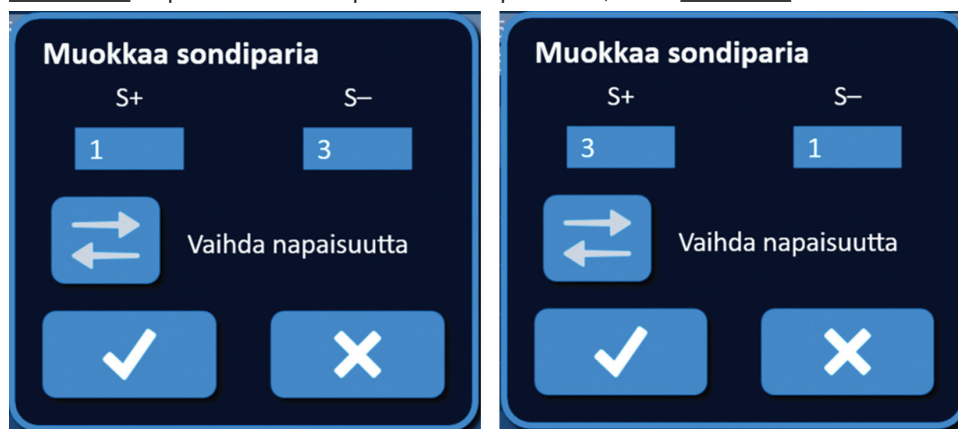 Muokkaa sondiparia
S+ S–
1 3
Vaihda napaisuutta
Muokkaa sondiparia
S+ S–
3 1
Vaihda napaisuutta